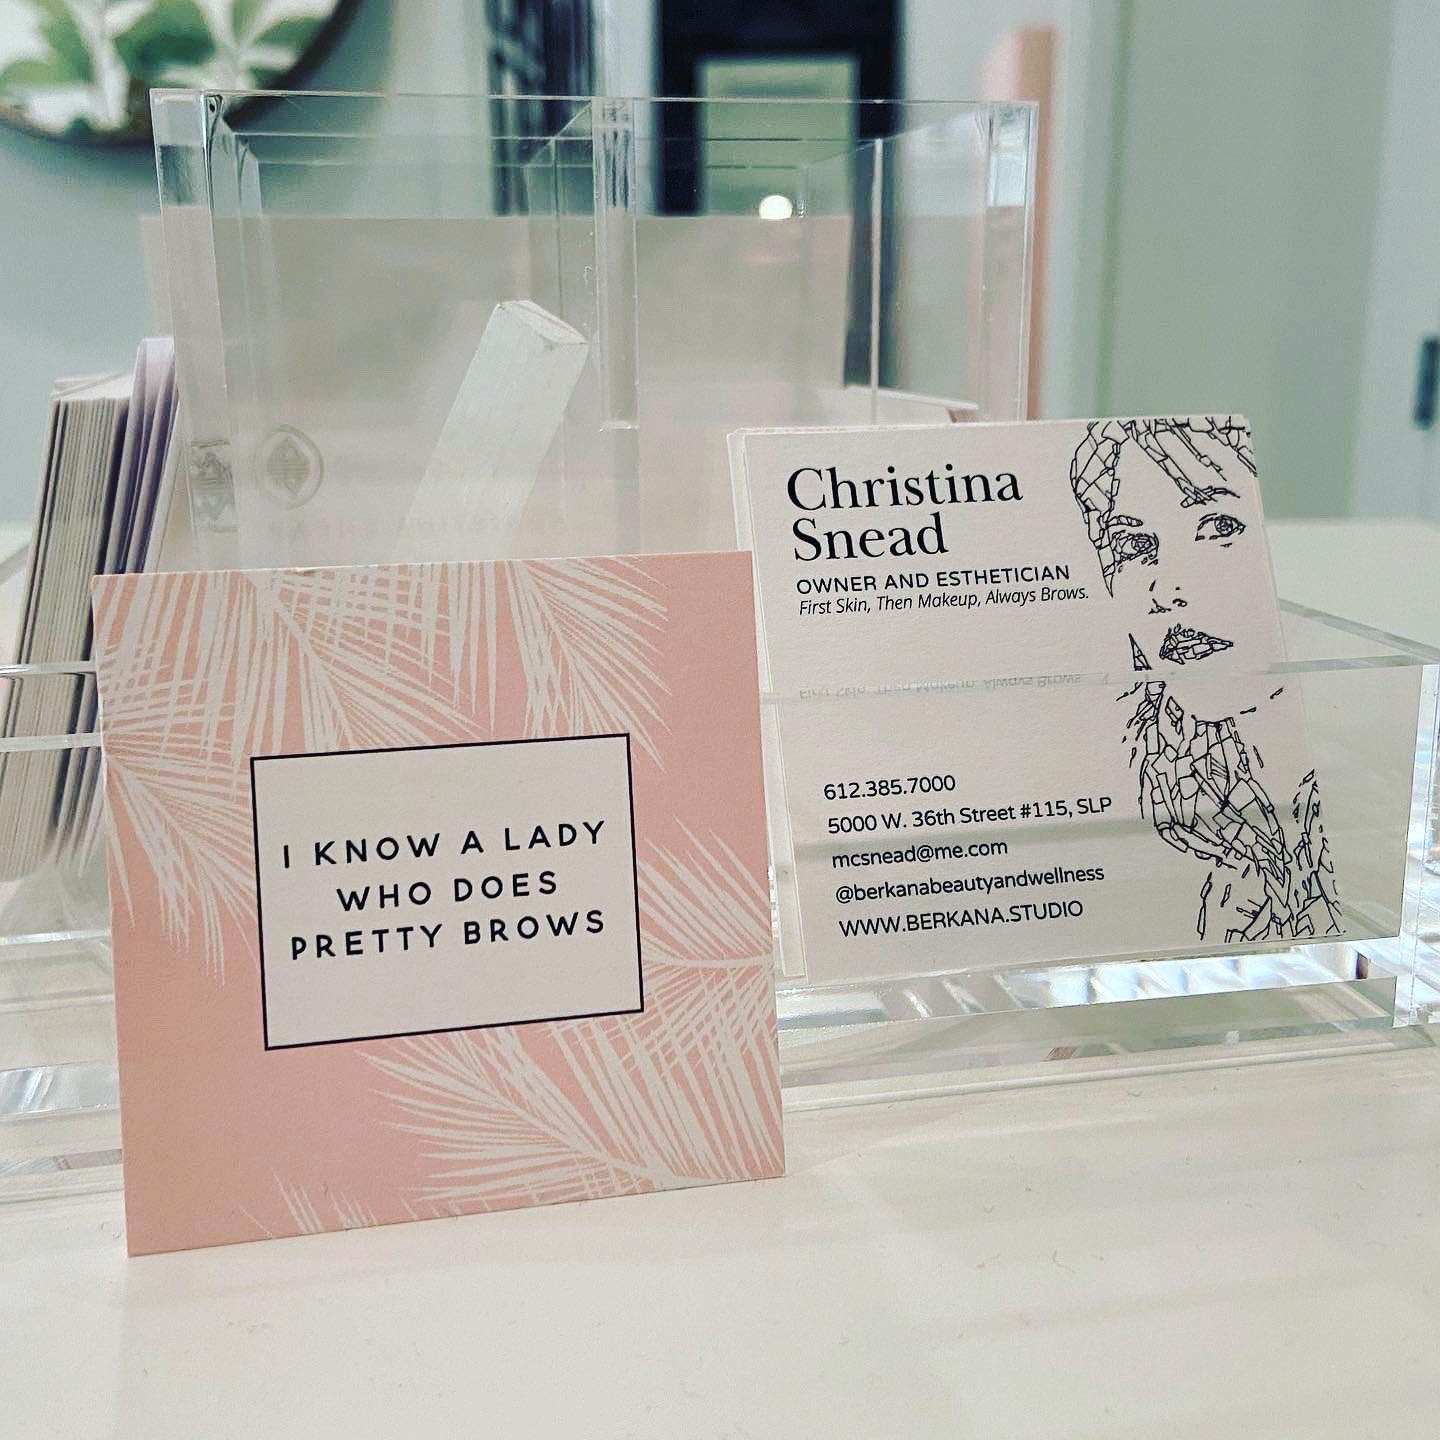 I KNOW A LADY
WHO DOES
PRETTY BROWS
Christina
Snead
OWNER AND ESTHETICIAN
First Skin, Then Makeup, Always Brows.
612.385.7000
5000 W. 36th Street #115, SLP
mcsnead@me.com
@berkanabeautyandwellness
WWW.BERKANA.STUDIO